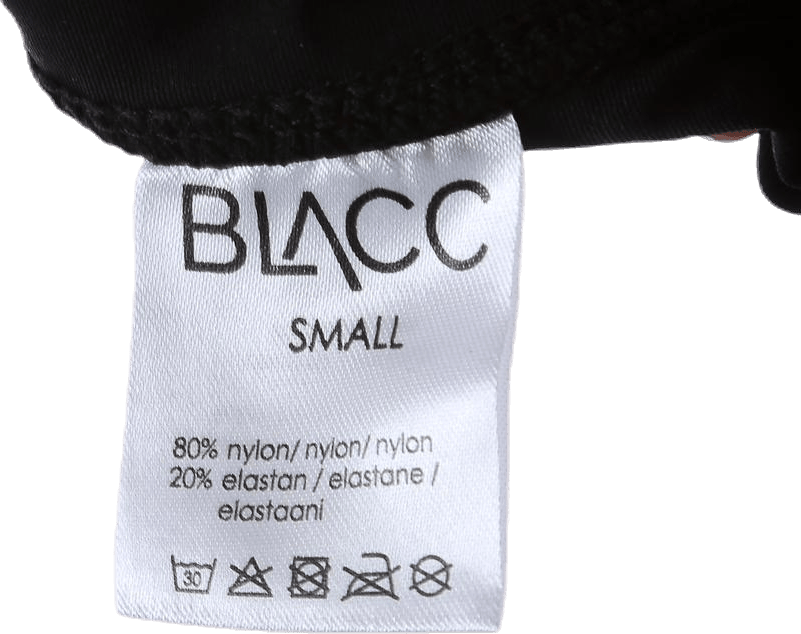 BLACC
SMALL
80% nylon/ nylon/ nylon
20% elastan / elastane /
elastaani
30